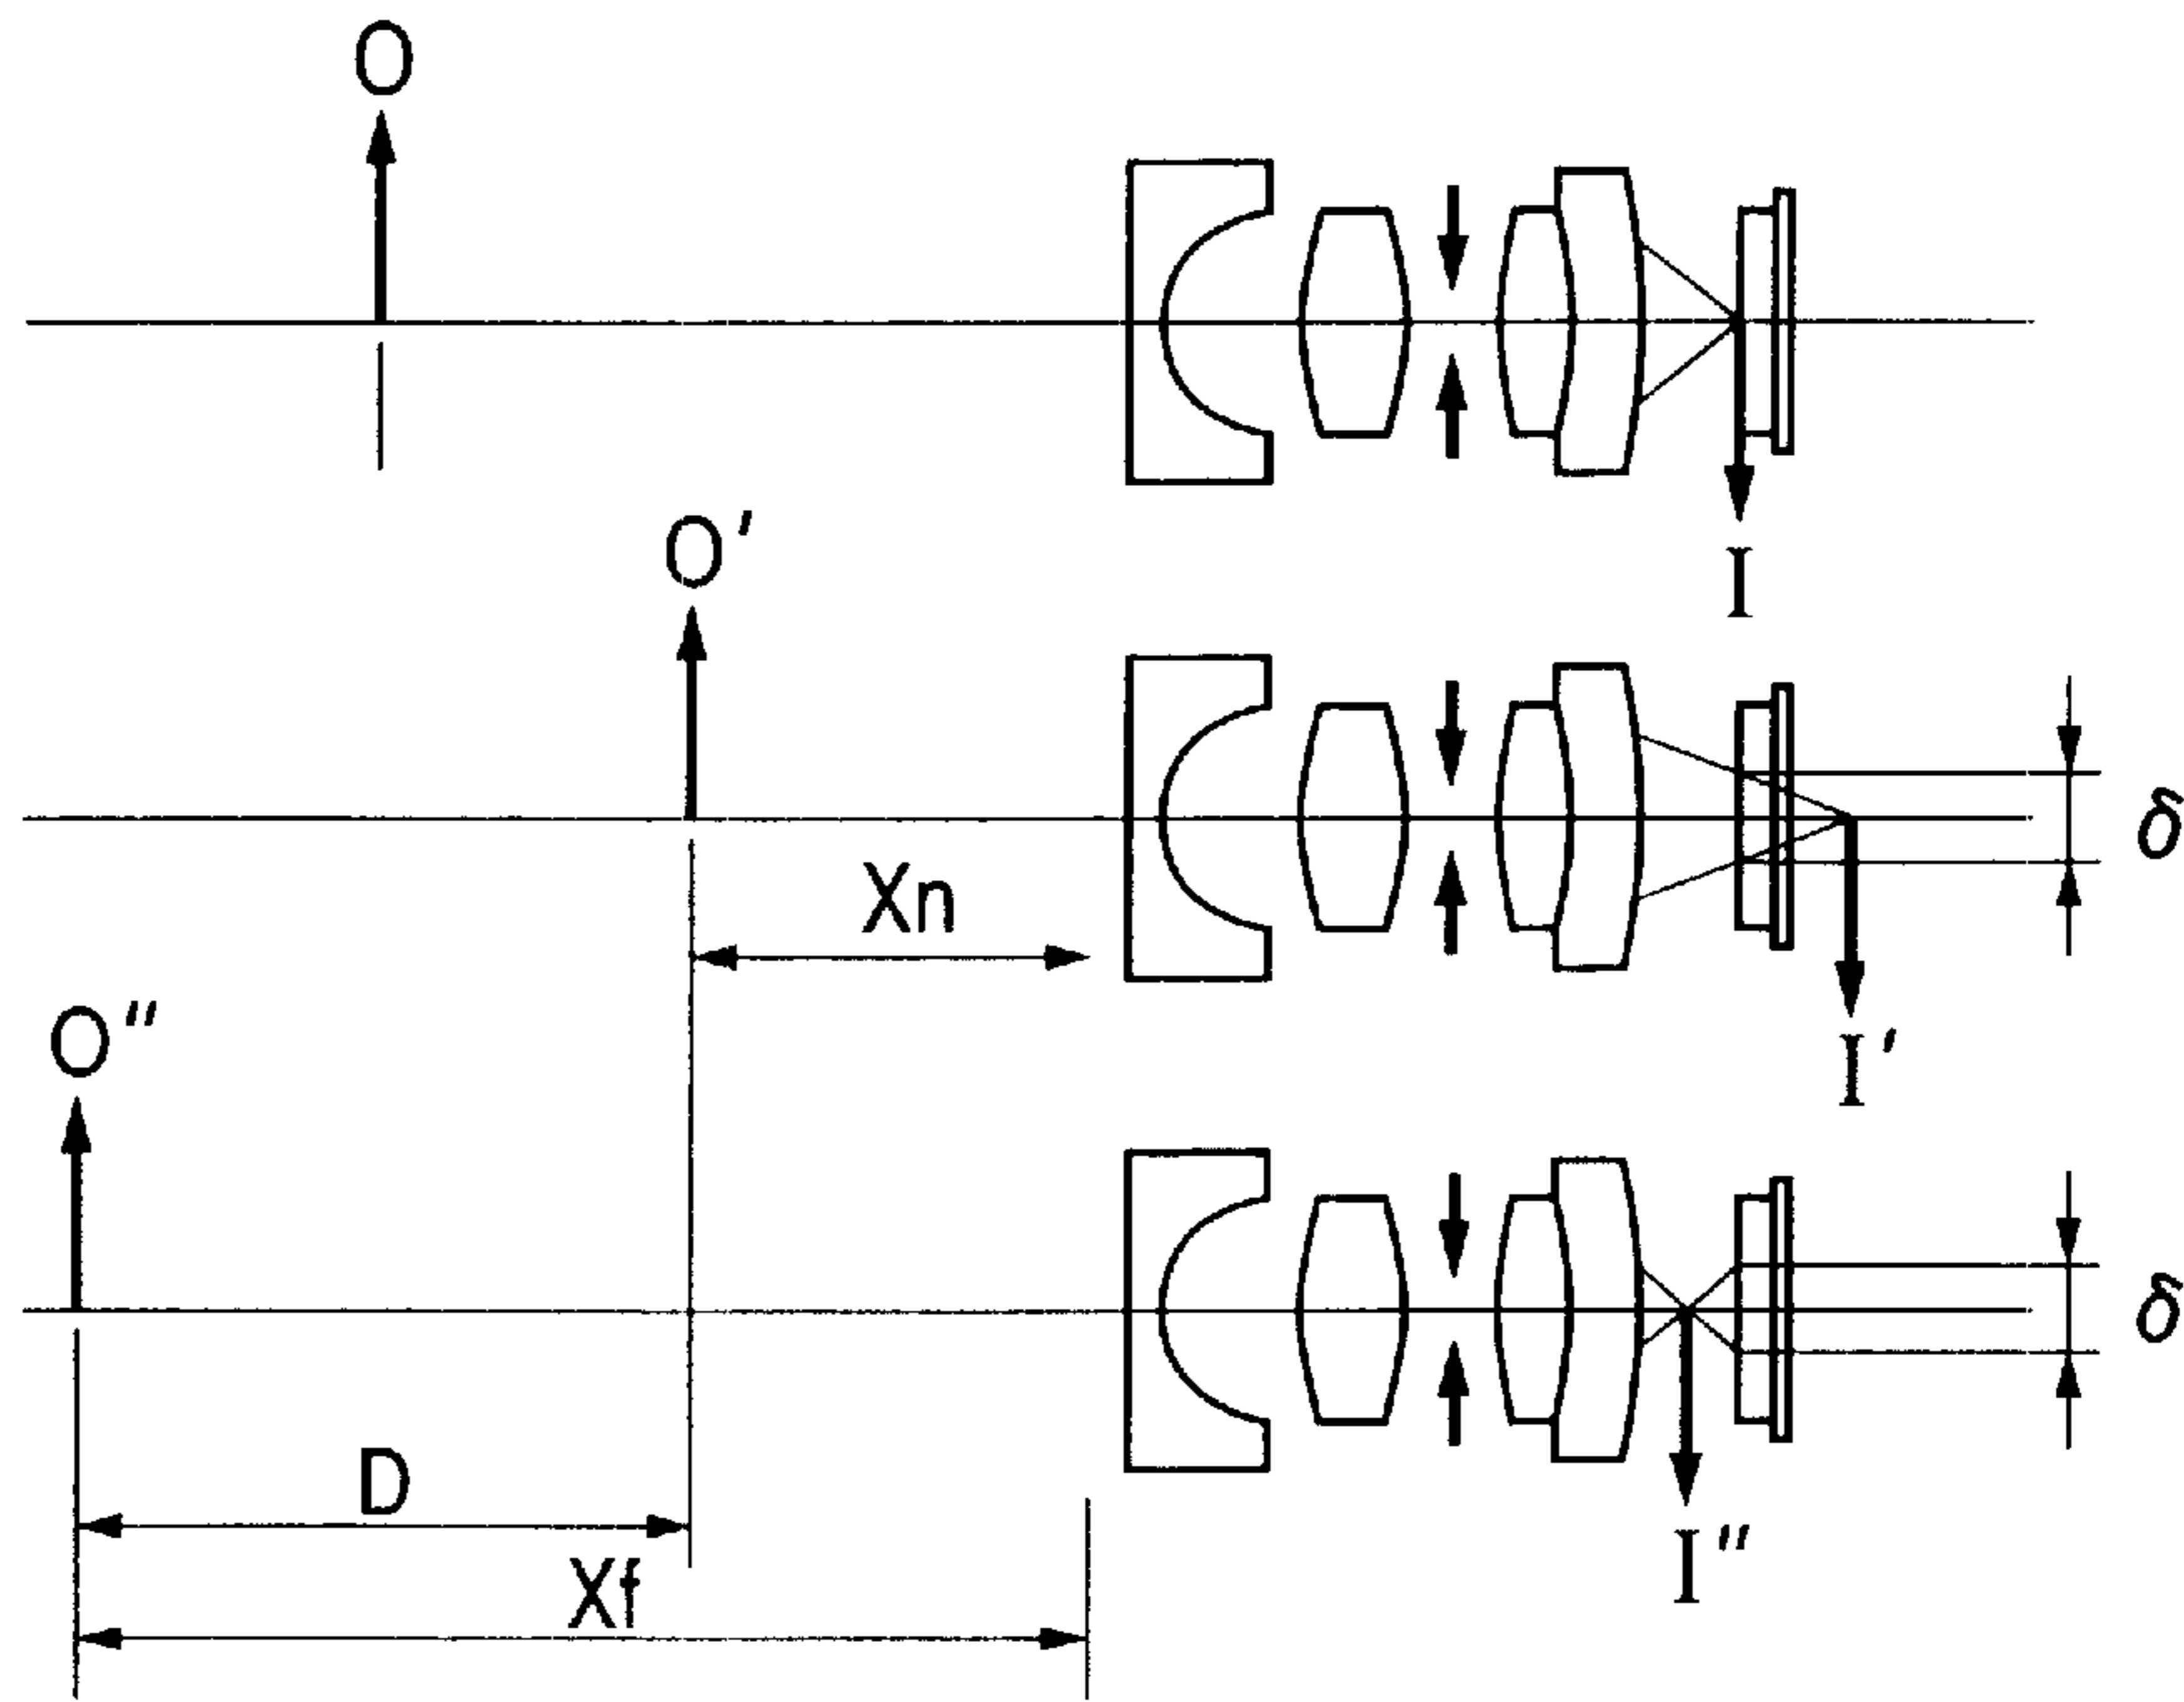 O
I
O′
Xn
δ
I′
O″
δ
D
I″
Xf